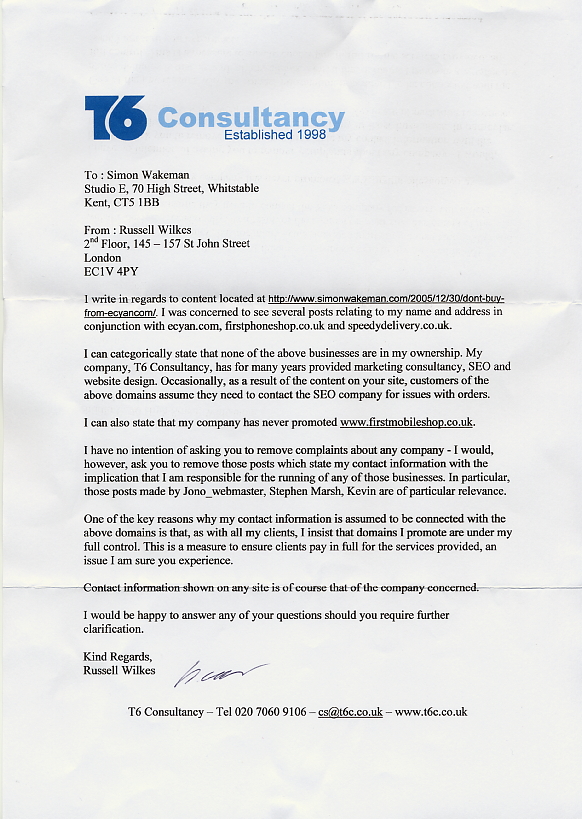 T6 Consultancy
Established 1998
To : Simon Wakeman
Studio E, 70 High Street, Whitstable
Kent, CT5 1BB
From : Russell Wilkes
2nd Floor, 145 – 157 St John Street
London
EC1V 4PY
I write in regards to content located at http://www.simonwakeman.com/2005/12/30/dont-buy-
from-ecyancom/. I was concerned to see several posts relating to my name and address in
conjunction with ecyan.com, firstphoneshop.co.uk and speedydelivery.co.uk.
I can categorically state that none of the above businesses are in my ownership. My
company, T6 Consultancy, has for many years provided marketing consultancy, SEO and
website design. Occasionally, as a result of the content on your site, customers of the
above domains assume they need to contact the SEO company for issues with orders.
I can also state that my company has never promoted www.firstmobileshop.co.uk.
I have no intention of asking you to remove complaints about any company - I would,
however, ask you to remove those posts which state my contact information with the
implication that I am responsible for the running of any of those businesses. In particular,
those posts made by Jono_webmaster, Stephen Marsh, Kevin are of particular relevance.
One of the key reasons why my contact information is assumed to be connected with the
above domains is that, as with all my clients, I insist that domains I promote are under my
full control. This is a measure to ensure clients pay in full for the services provided, an
issue I am sure you experience.
Contact information shown on any site is of course that of the company concerned.
I would be happy to answer any of your questions should you require further
clarification.
Kind Regards,
Russell Wilkes
T6 Consultancy – Tel 020 7060 9106 – cs@t6c.co.uk – www.t6c.co.uk